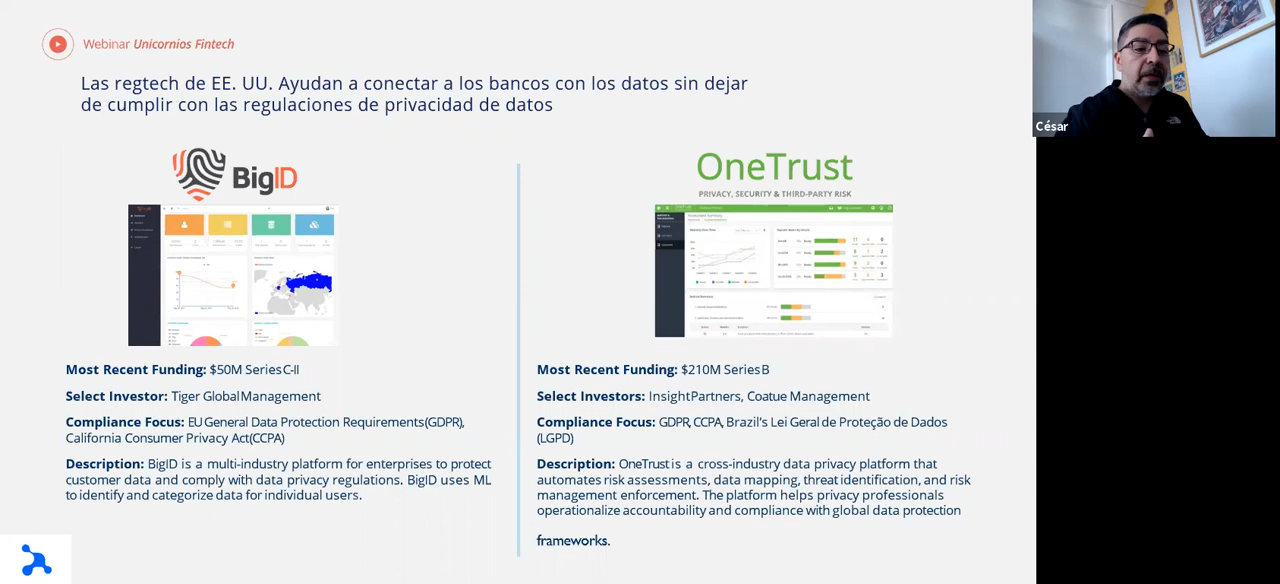 Webinar Unicornios Fintech
Las regtech de EE. UU. Ayudan a conectar a los bancos con los datos sin dejar
de cumplir con las regulaciones de privacidad de datos
César
BigID
Most Recent Funding: $50M Series C-II
Select Investor: Tiger Global Management
Compliance Focus: EU General Data Protection Requirements(GDPR),
California Consumer Privacy Act(CCPA)
Description: BigID is a multi-industry platform for enterprises to protect
customer data and comply with data privacy regulations. BigID uses ML
to identify and categorize data for individual users.
OneTrust
PRIVACY, SECURITY & THIRD-PARTY RISK
Most Recent Funding: $210M Series B
Select Investors: Insight Partners, Coatue Management
Compliance Focus: GDPR, CCPA, Brazil's Lei Geral de Proteção de Dados
(LGPD)
Description: OneTrust is a cross-industry data privacy platform that
automates risk assessments, data mapping, threat identification, and risk
management enforcement. The platform helps privacy professionals
operationalize accountability and compliance with global data protection
frameworks.